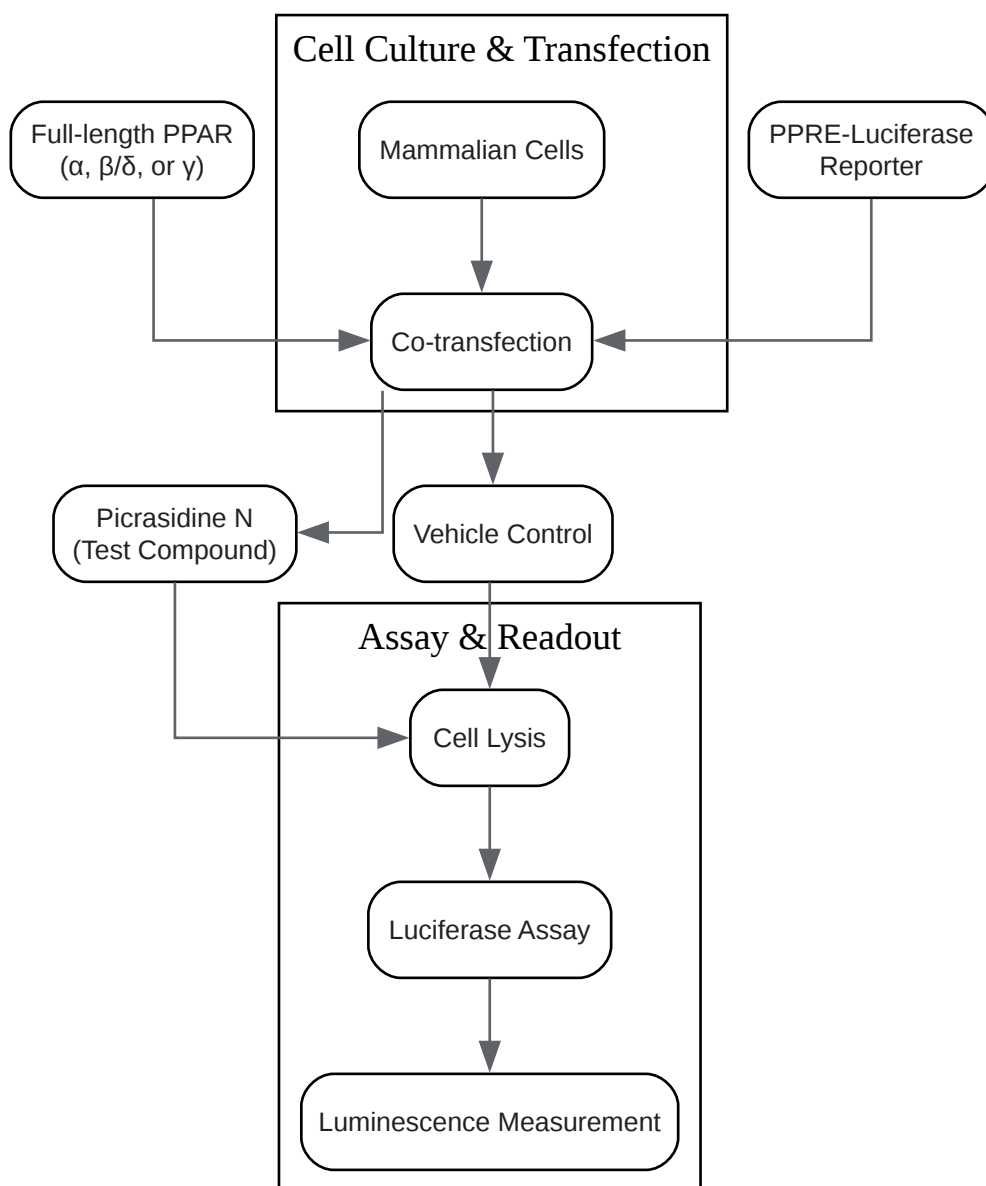 Cell Culture & Transfection
Full-length PPAR
(α, β/δ, or γ)
Mammalian Cells
PPRE-Luciferase
Reporter
Co-transfection
Picrasidine N
(Test Compound)
Vehicle Control
Assay & Readout
Cell Lysis
Luciferase Assay
Luminescence Measurement